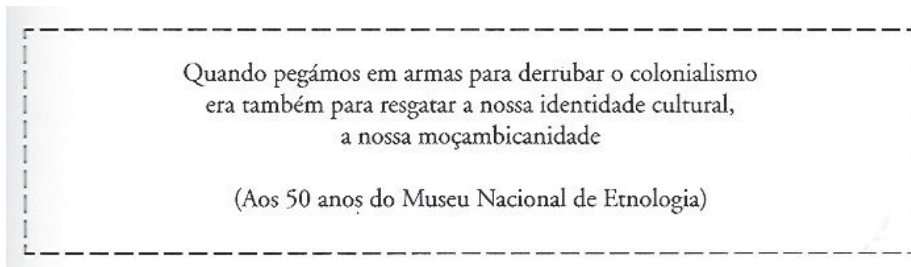 Quando pegámos em armas para derrubar o colonialismo
era também para resgatar a nossa identidade cultural,
a nossa moçambicanidade
(Aos 50 anos do Museu Nacional de Etnologia)